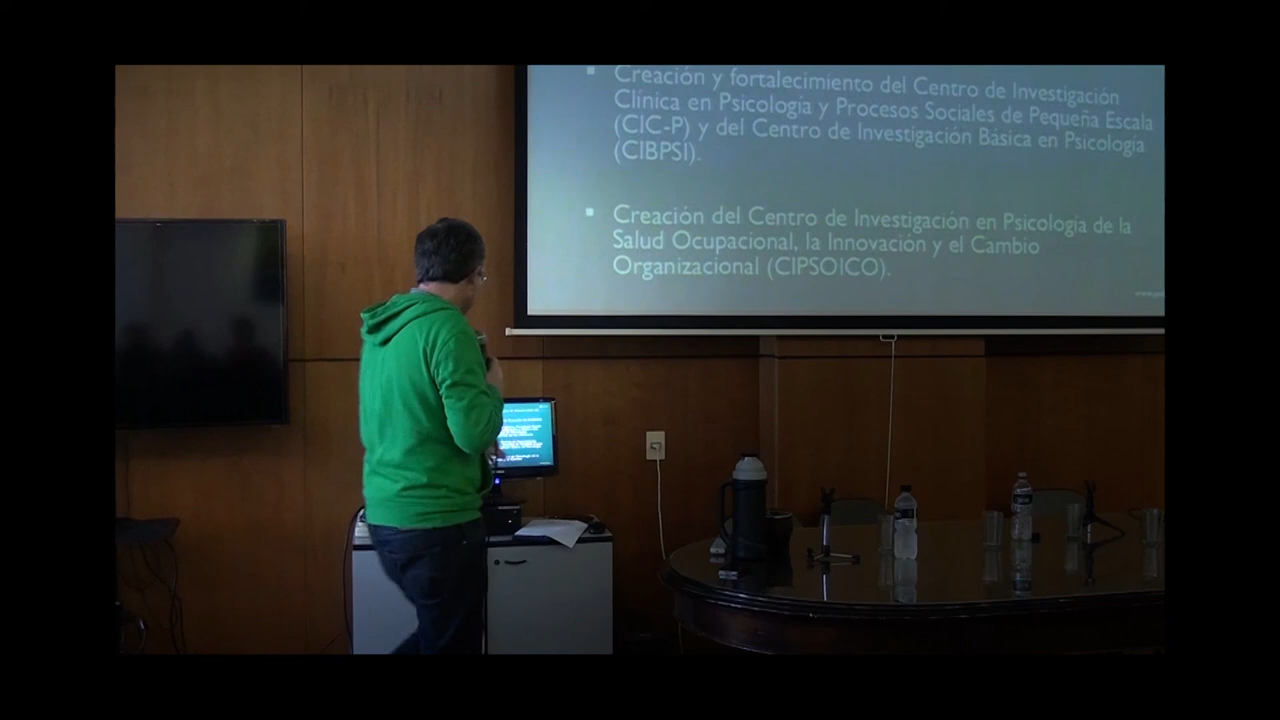 Creación y fortalecimiento del Centro de Investigación
Clínica en Psicología y Procesos Sociales de Pequeña Escala
(CIC-P) y del Centro de Investigación Básica en Psicología
(CIBPSI).
Creación del Centro de Investigación en Psicología de la
Salud Ocupacional, la Innovación y el Cambio
Organizacional (CIPSOICO).